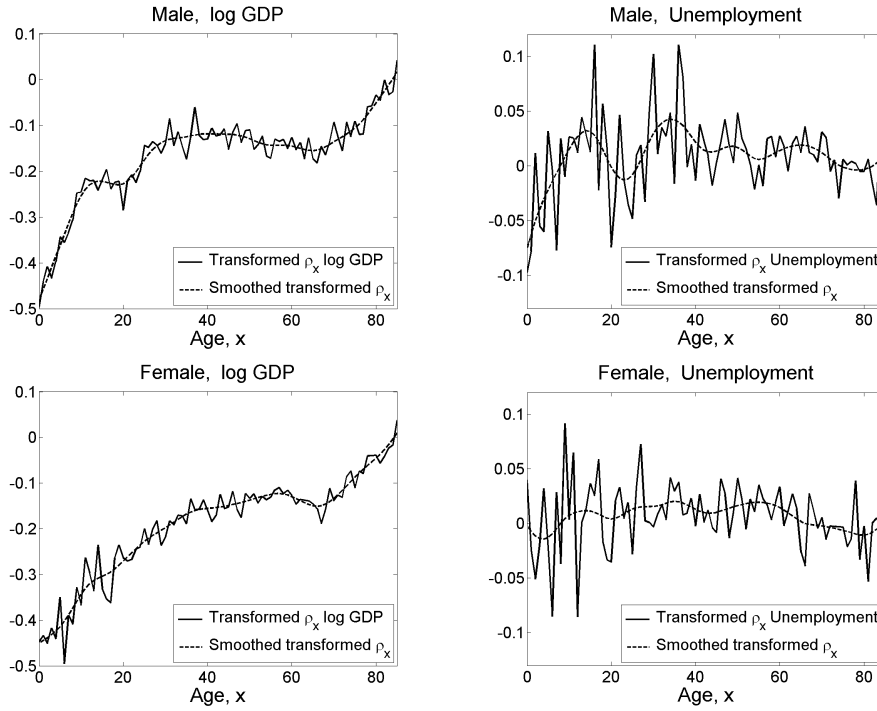 Male, log GDP
0.1
0
-0.1
-0.2
-0.3
-0.4
-0.5
0 20 40 60 80
Age, x
Transformed ρx log GDP
Smoothed transformed ρx
Male, Unemployment
0.1
0.05
0
-0.05
-0.1
0 20 40 60 80
Age, x
Transformed ρx Unemployment
Smoothed transformed ρx
Female, log GDP
0.1
0
-0.1
-0.2
-0.3
-0.4
-0.5
0 20 40 60 80
Age, x
Transformed ρx log GDP
Smoothed transformed ρx
Female, Unemployment
0.1
0.05
0
-0.05
-0.1
0 20 40 60 80
Age, x
Transformed ρx Unemployment
Smoothed transformed ρx